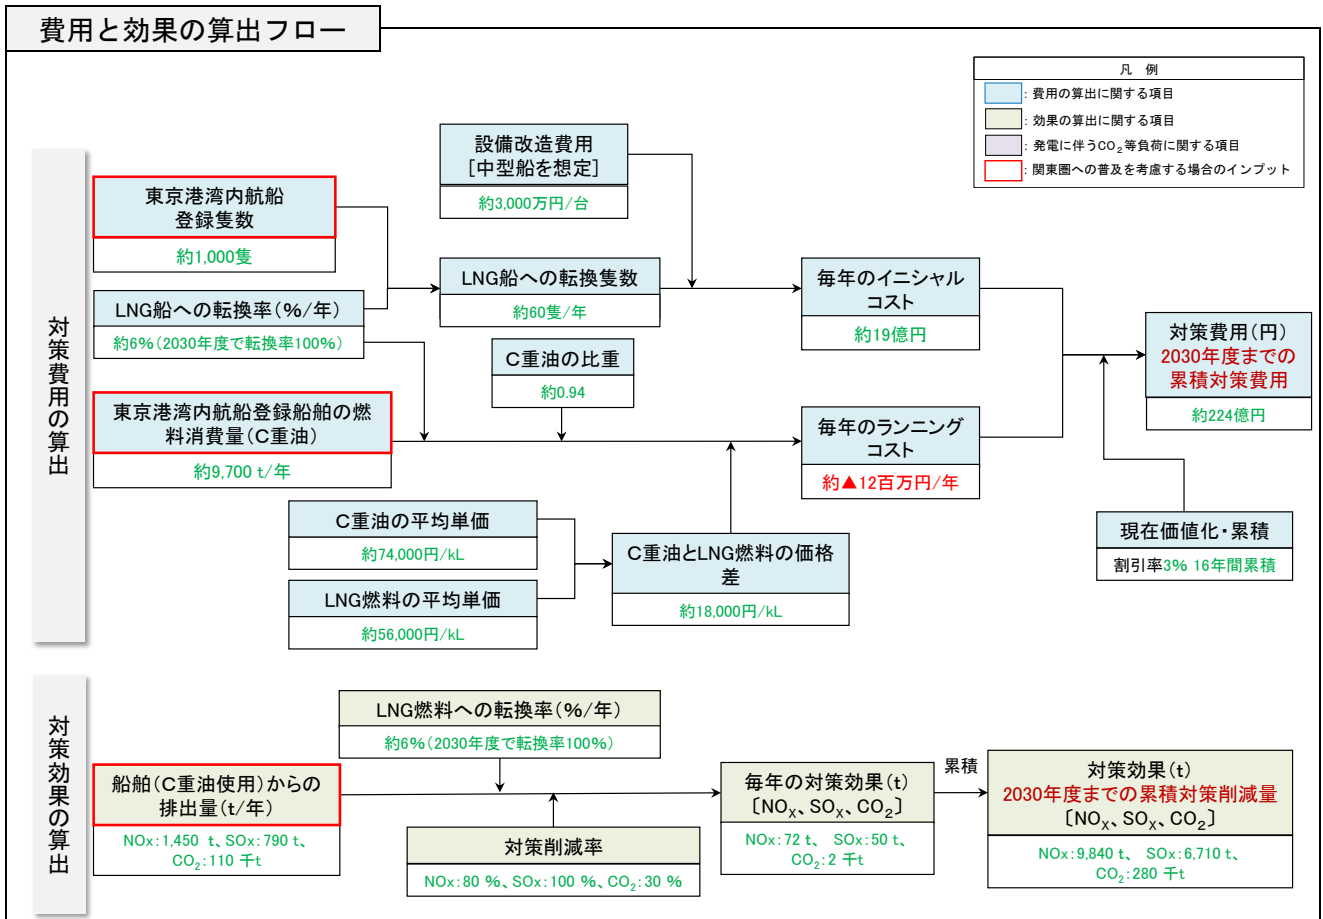 費用と効果の算出フロー
凡 例
: 費用の算出に関する項目
: 効果の算出に関する項目
: 発電に伴うCO₂等負荷に関する項目
: 関東圏への普及を考慮する場合のインプット
対策費用の算出
設備改造費用
[中型船を想定]
約3,000万円/台
東京港湾内航船
登録隻数
約1,000隻
LNG船への転換率(%/年)
約6%(2030年度で転換率100%)
LNG船への転換隻数
約60隻/年
毎年のイニシャル
コスト
約19億円
C重油の比重
約0.94
東京港湾内航船登録船舶の燃
料消費量(C重油)
約9,700 t/年
毎年のランニング
コスト
約▲12百万円/年
対策費用(円)
2030年度までの
累積対策費用
約224億円
C重油の平均単価
約74,000円/kL
LNG燃料の平均単価
約56,000円/kL
C重油とLNG燃料の価格
差
約18,000円/kL
現在価値化・累積
割引率3% 16年間累積
対策効果の算出
LNG燃料への転換率(%/年)
約6%(2030年度で転換率100%)
船舶(C重油使用)からの
排出量(t/年)
NOx:1,450 t、SOx:790 t、
CO₂:110 千t
対策削減率
NOx:80 %、SOx:100 %、CO₂:30 %
毎年の対策効果(t)
〔NOX、SOX、CO₂〕
NOx:72 t、 SOx:50 t、
CO₂:2 千t
累積
対策効果(t)
2030年度までの累積対策削減量
〔NOX、SOX、CO₂〕
NOx:9,840 t、 SOx:6,710 t、
CO₂:280 千t